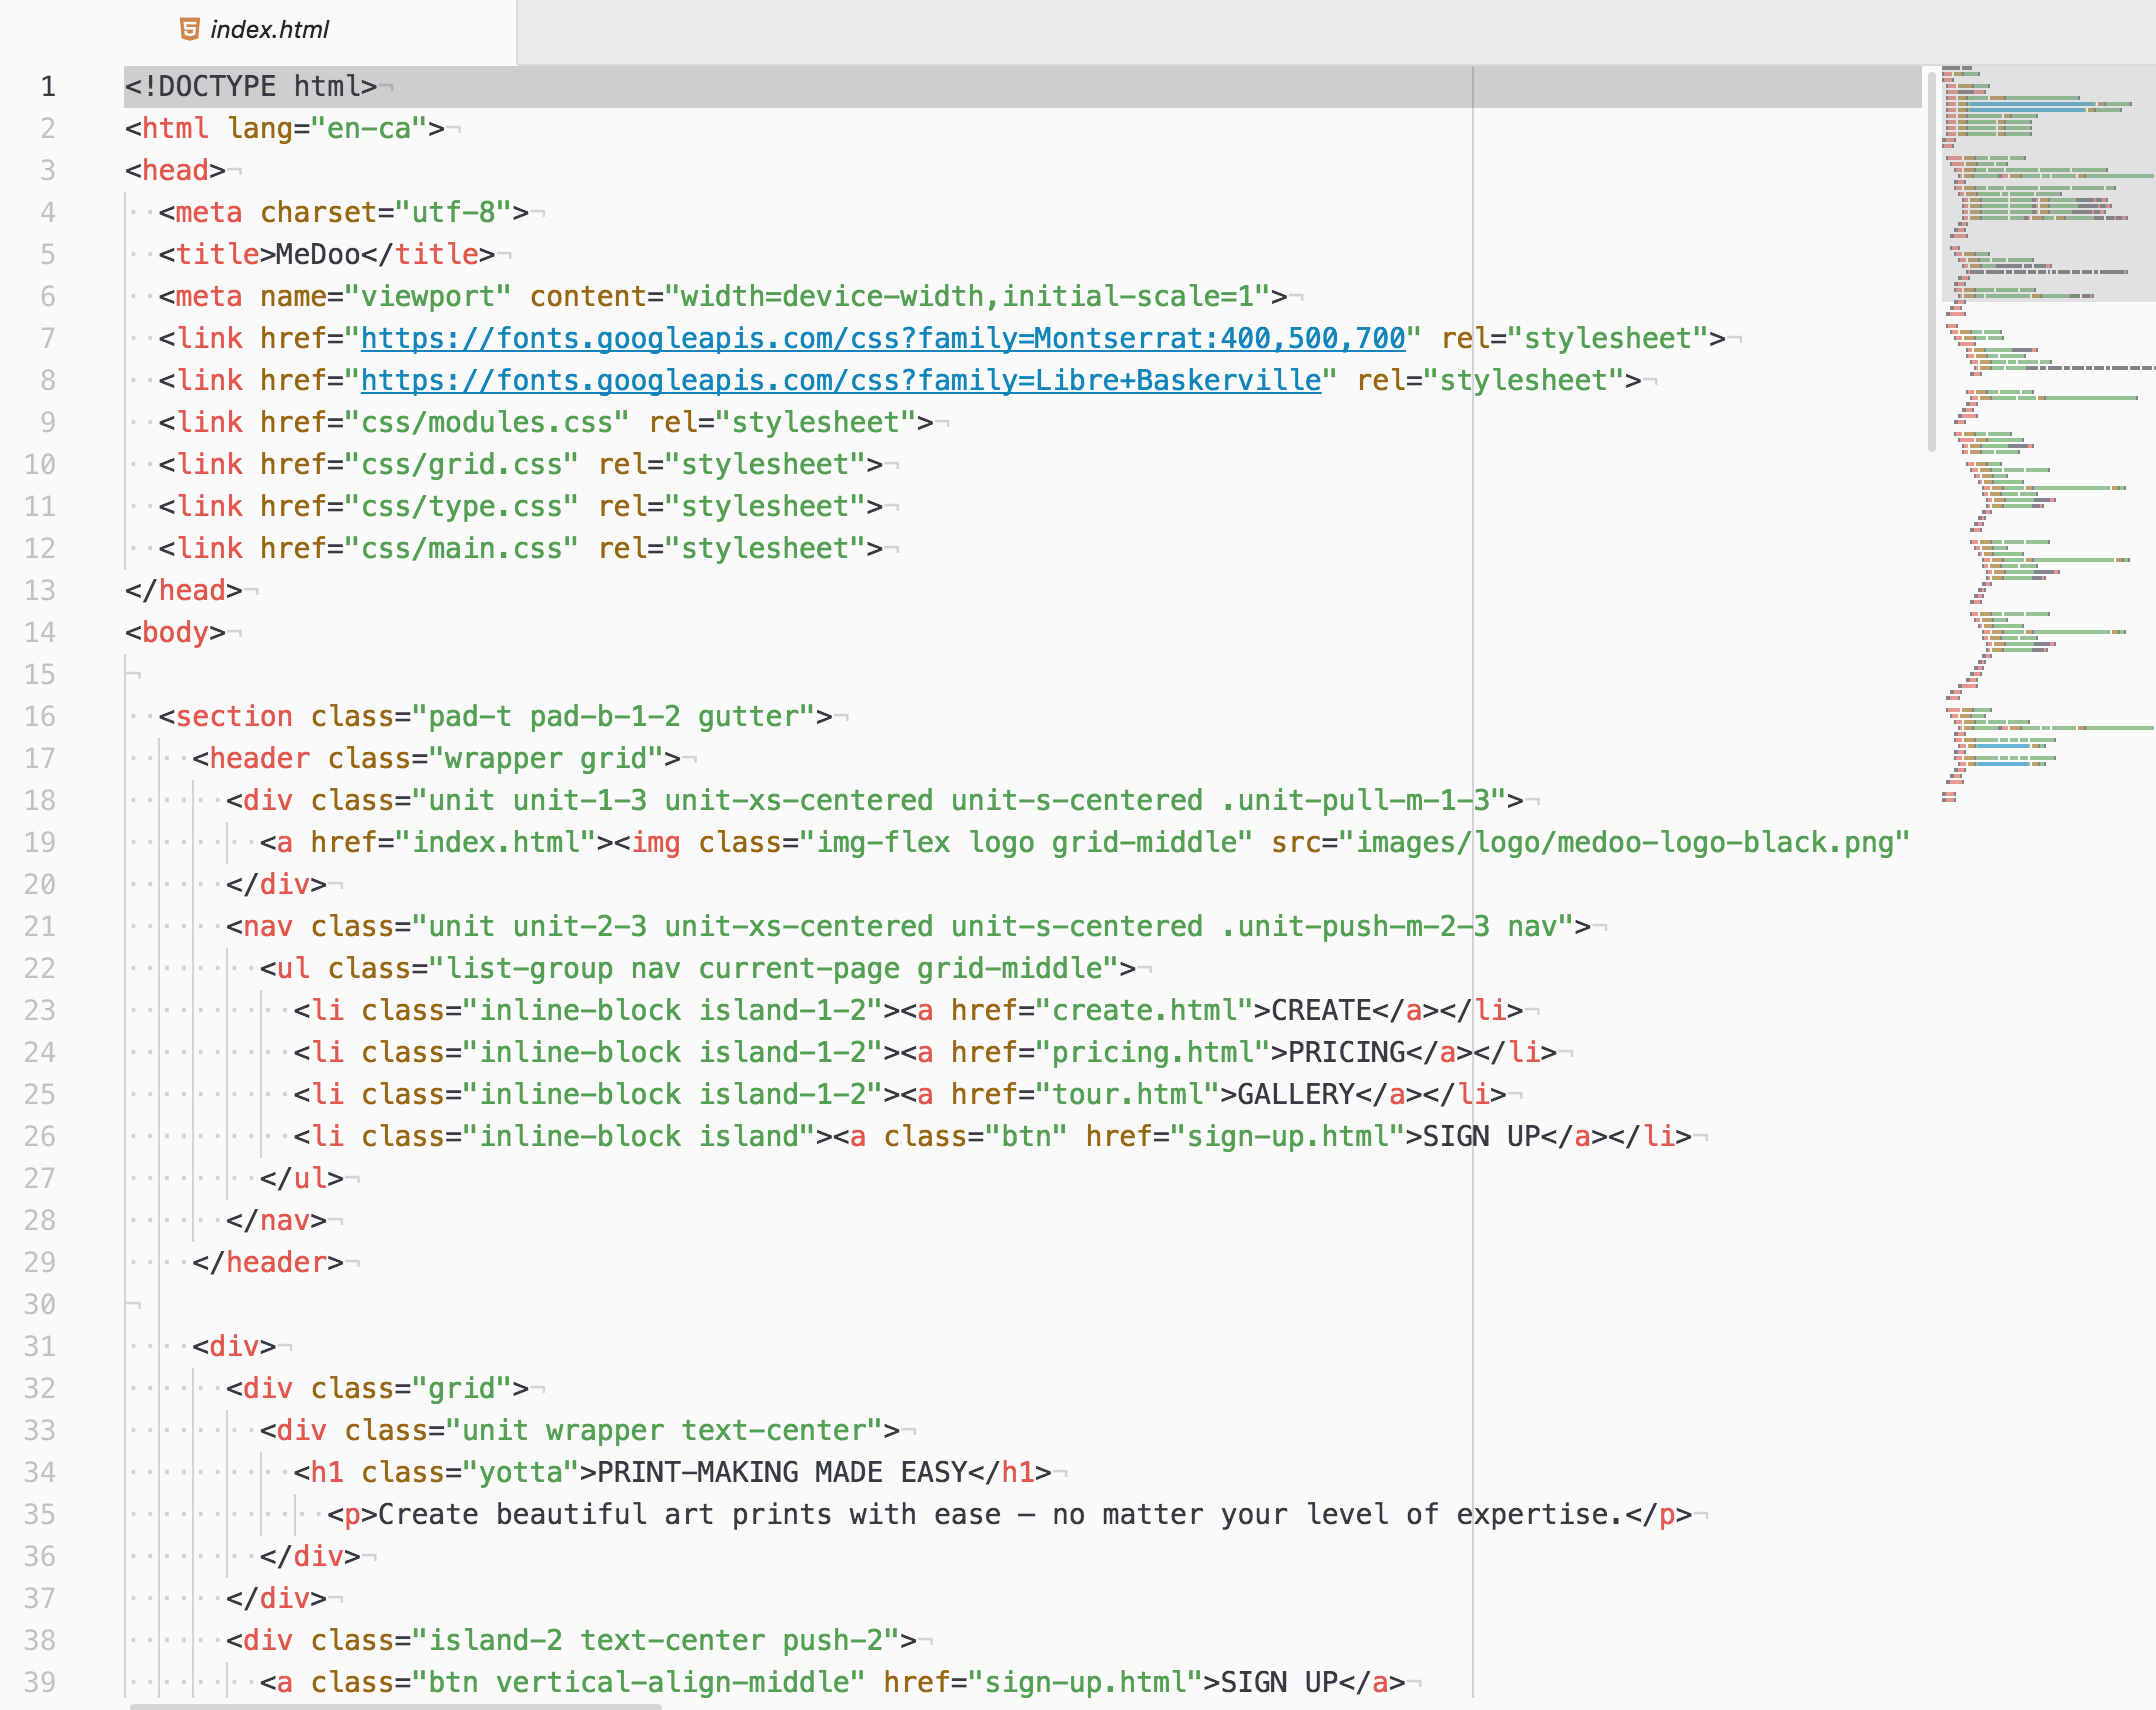 index.html
1 <!DOCTYPE html>
2 <html lang="en-ca">
3 <head>
4   <meta charset="utf-8">
5   <title>MeDoo</title>
6   <meta name="viewport" content="width=device-width,initial-scale=1">
7   <link href="https://fonts.googleapis.com/css?family=Montserrat:400,500,700" rel="stylesheet">
8   <link href="https://fonts.googleapis.com/css?family=Libre+Baskerville" rel="stylesheet">
9   <link href="css/modules.css" rel="stylesheet">
10   <link href="css/grid.css" rel="stylesheet">
11   <link href="css/type.css" rel="stylesheet">
12   <link href="css/main.css" rel="stylesheet">
13 </head>
14 <body>
15
16   <section class="pad-t pad-b-1-2 gutter">
17     <header class="wrapper grid">
18       <div class="unit unit-1-3 unit-xs-centered unit-s-centered .unit-pull-m-1-3">
19         <a href="index.html"><img class="img-flex logo grid-middle" src="images/logo/medoo-logo-black.png"
20       </div>
21       <nav class="unit unit-2-3 unit-xs-centered unit-s-centered .unit-push-m-2-3 nav">
22         <ul class="list-group nav current-page grid-middle">
23           <li class="inline-block island-1-2"><a href="create.html">CREATE</a></li>
24           <li class="inline-block island-1-2"><a href="pricing.html">PRICING</a></li>
25           <li class="inline-block island-1-2"><a href="tour.html">GALLERY</a></li>
26           <li class="inline-block island"><a class="btn" href="sign-up.html">SIGN UP</a></li>
27         </ul>
28       </nav>
29     </header>
30
31     <div>
32       <div class="grid">
33         <div class="unit wrapper text-center">
34           <h1 class="yotta">PRINT-MAKING MADE EASY</h1>
35             <p>Create beautiful art prints with ease – no matter your level of expertise.</p>
36         </div>
37       </div>
38       <div class="island-2 text-center push-2">
39         <a class="btn vertical-align-middle" href="sign-up.html">SIGN UP</a>